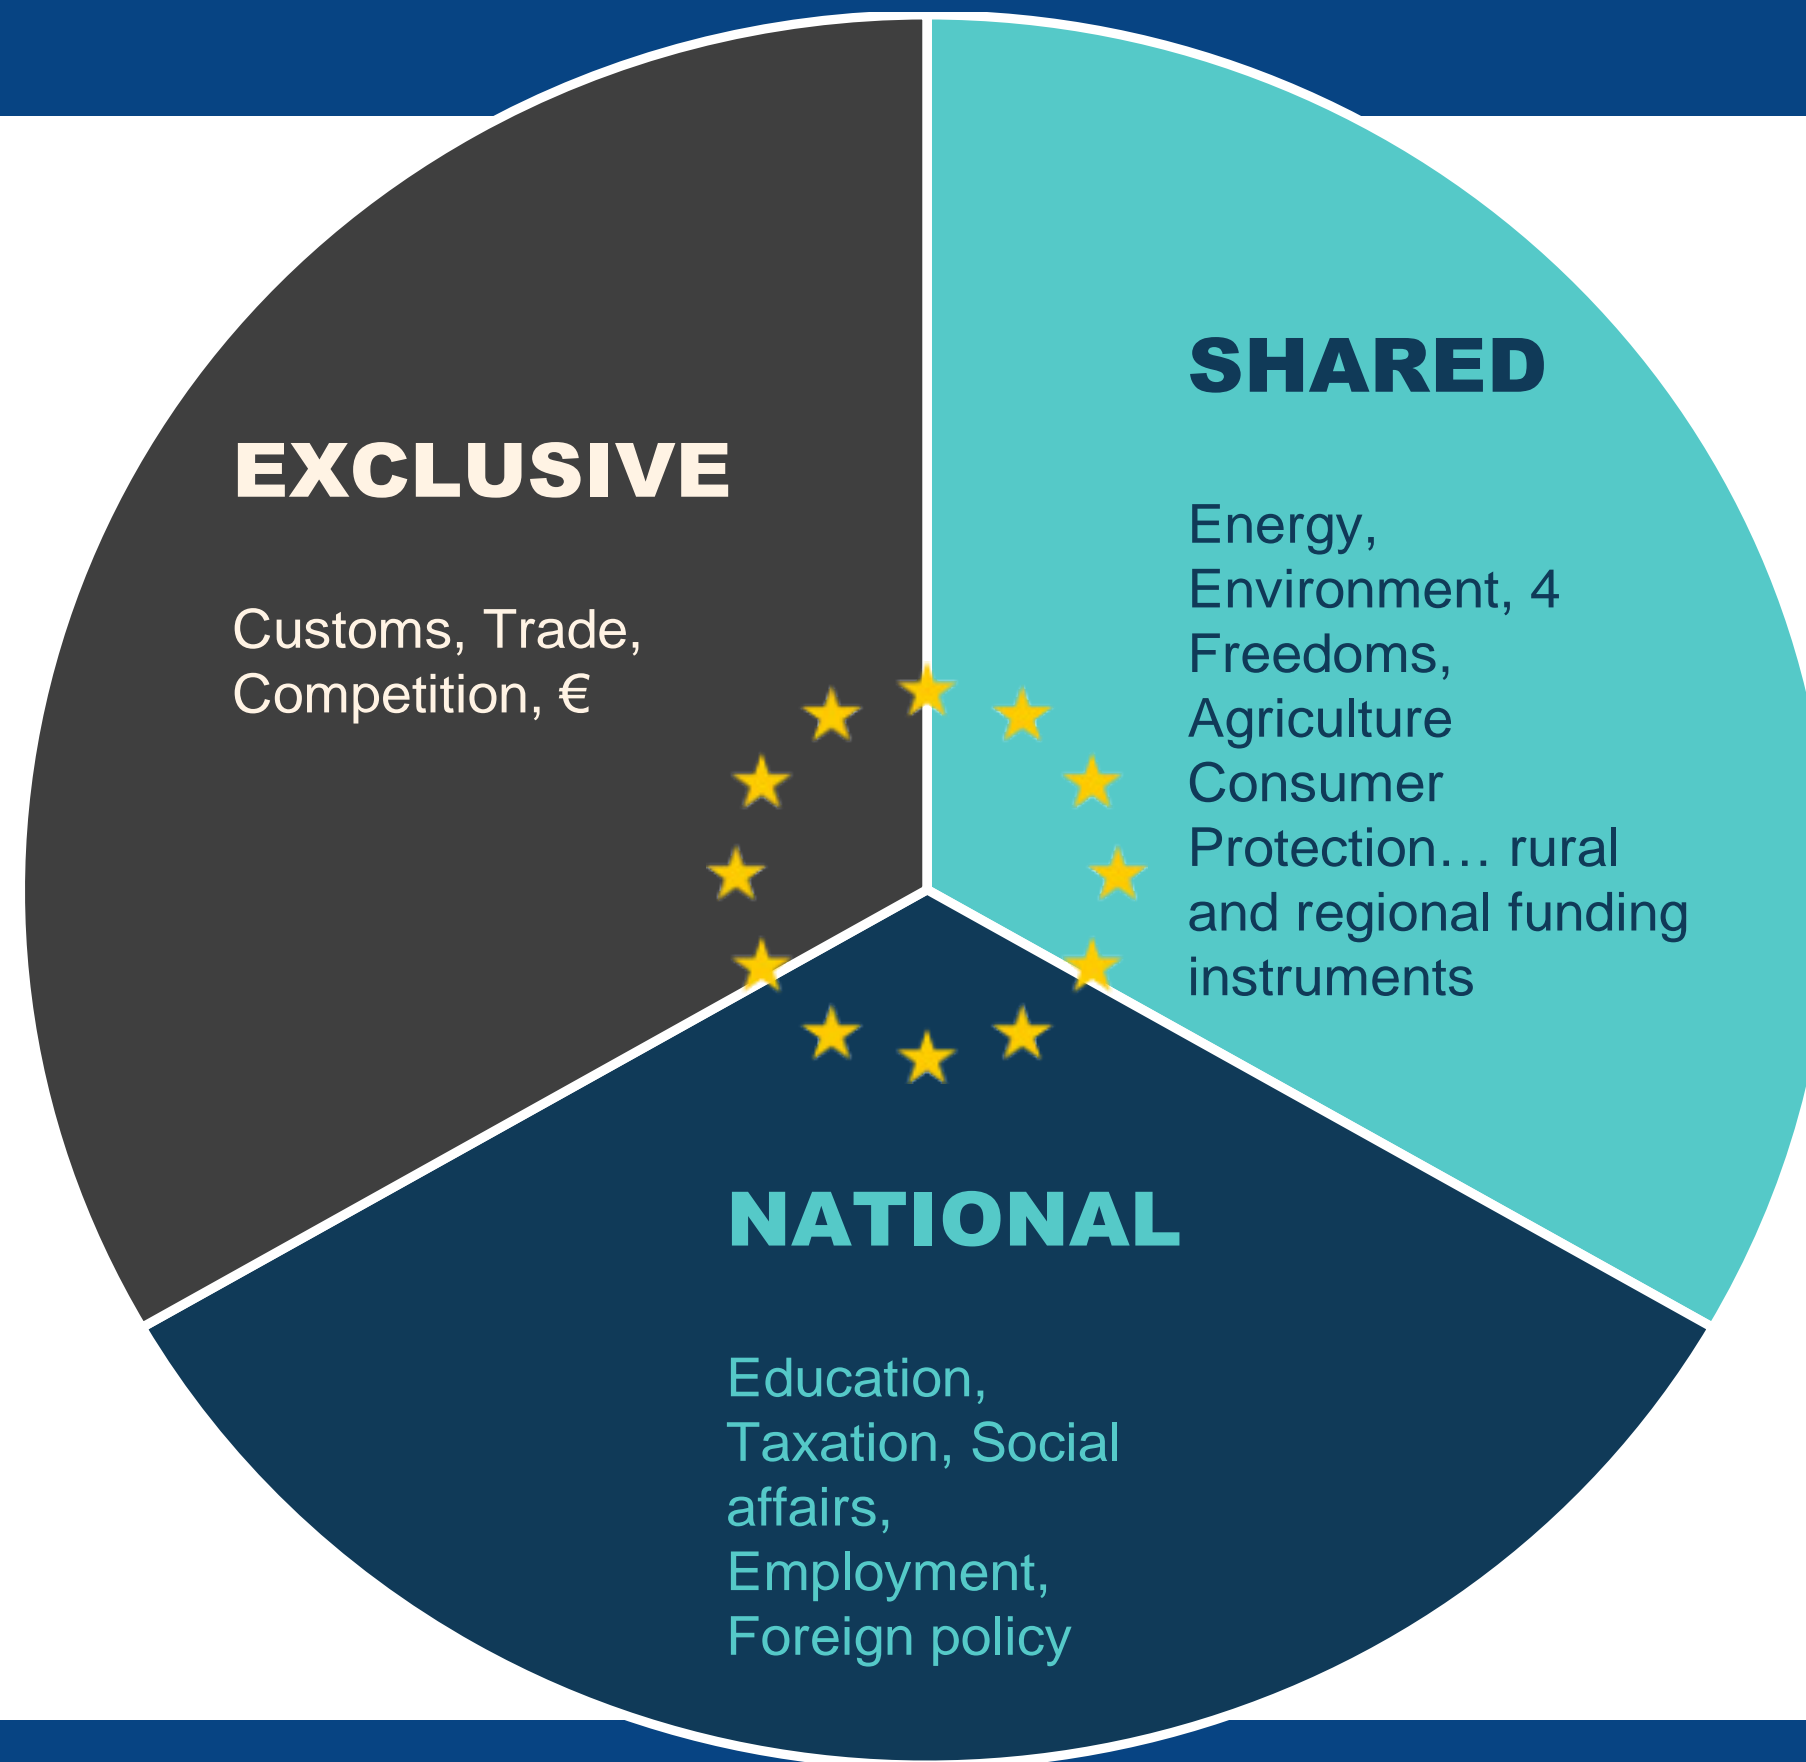 EXCLUSIVE
Customs, Trade,
Competition, €
SHARED
Energy,
Environment, 4
Freedoms,
Agriculture
Consumer
Protection… rural
and regional funding
instruments
NATIONAL
Education,
Taxation, Social
affairs,
Employment,
Foreign policy